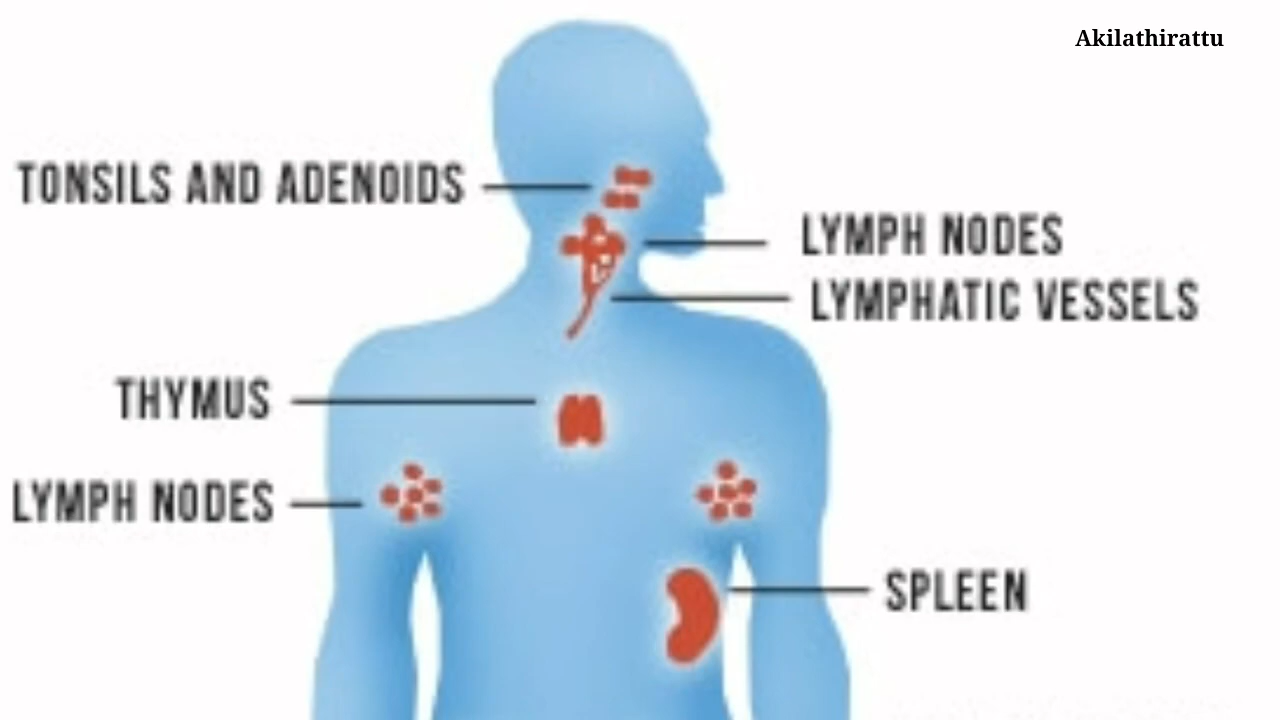 Akilathirattu
TONSILS AND ADENOIDS
LYMPH NODES
LYMPHATIC VESSELS
THYMUS
LYMPH NODES
SPLEEN